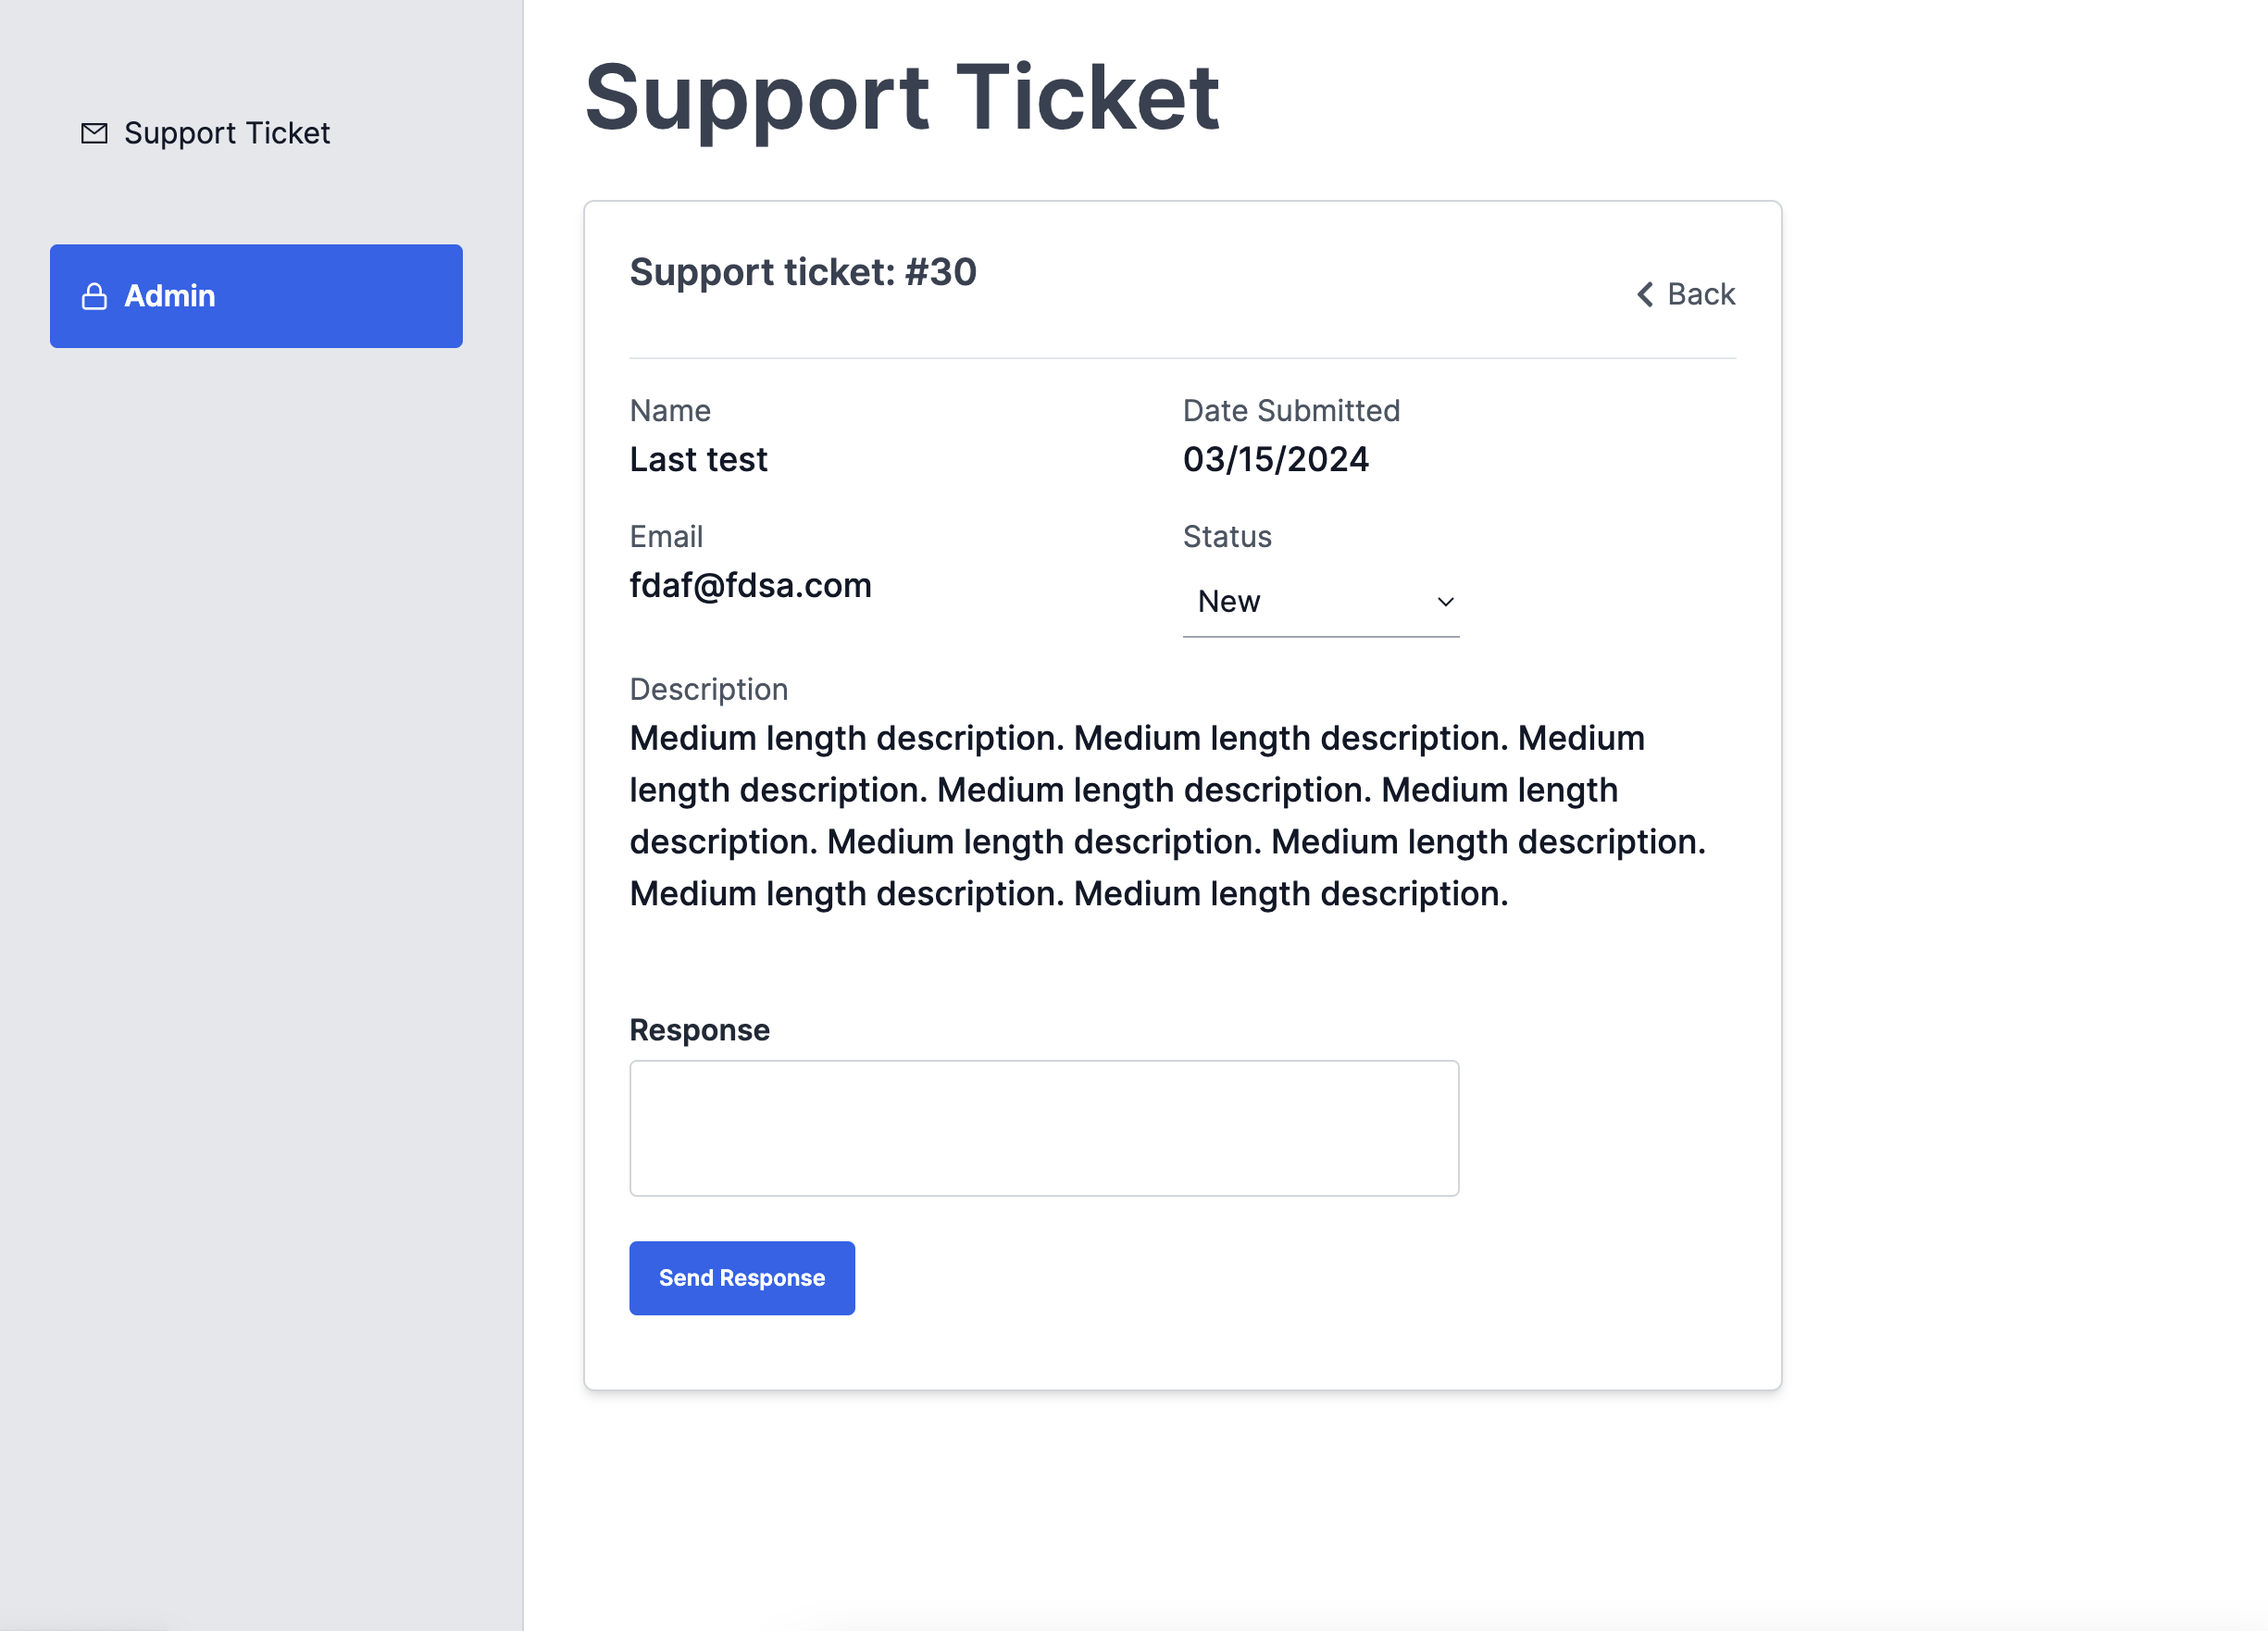 Support Ticket
Admin
Support Ticket
Support ticket: #30
Back
Name
Last test
Date Submitted
03/15/2024
Email
fdaf@fdsa.com
Status
New
Description
Medium length description. Medium length description. Medium
length description. Medium length description. Medium length
description. Medium length description. Medium length description.
Medium length description. Medium length description.
Response
Send Response